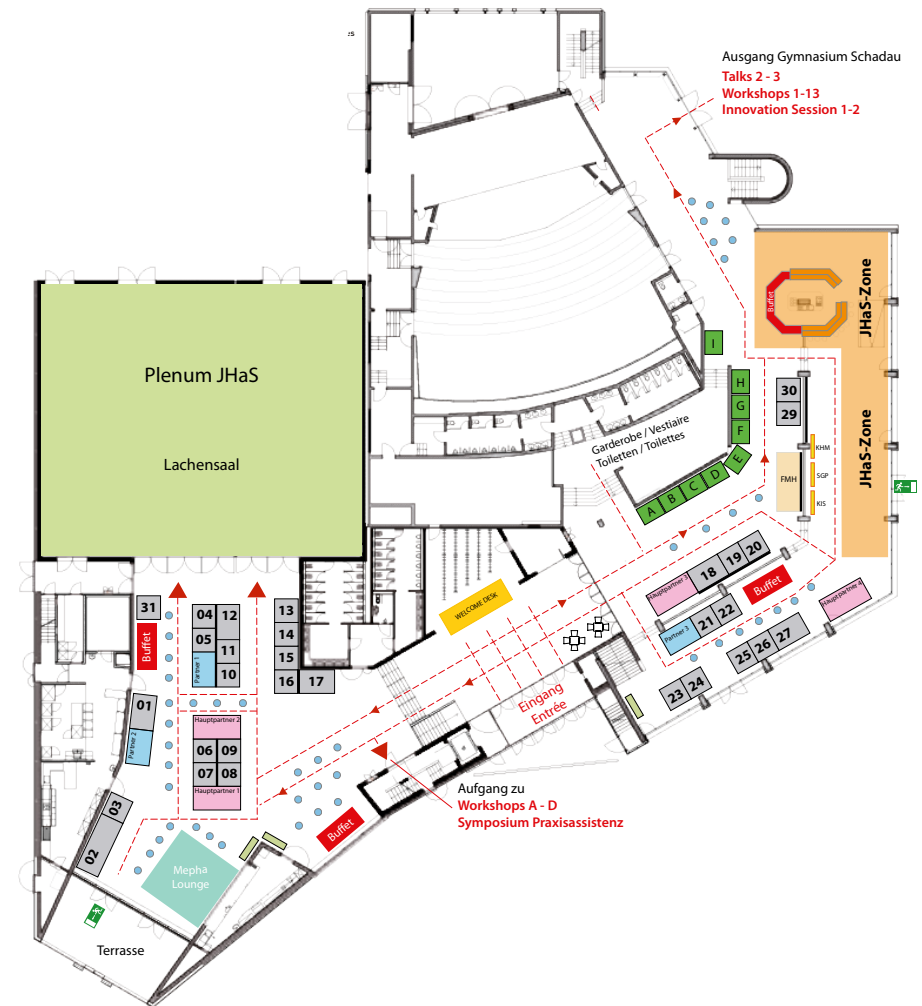 Ausgang Gymnasium Schadau
Talks 2 - 3
Workshops 1-13
Innovation Session 1-2
Buffet
JHaS-Zone
JHaS-Zone
Plenum JHaS
Lachensaal
I
H
G
F
E
D
C
B
A
30
29
Garderobe / Vestiaire
Toiletten / Toilettes
KHM
SGP
KIS
FMH
Hauptpartner 3
18
19
20
Buffet
Partner 3
21
22
Hauptpartner 4
23
24
25
26
27
WELCOME DESK
Eingang
Entrée
31
Buffet
04
12
05
11
Partner 1
10
13
14
15
16
17
01
Partner 2
Hauptpartner 2
06
09
07
08
Hauptpartner 1
03
02
Aufgang zu
Workshops A - D
Symposium Praxisassistenz
Buffet
Mepha
Lounge
Terrasse